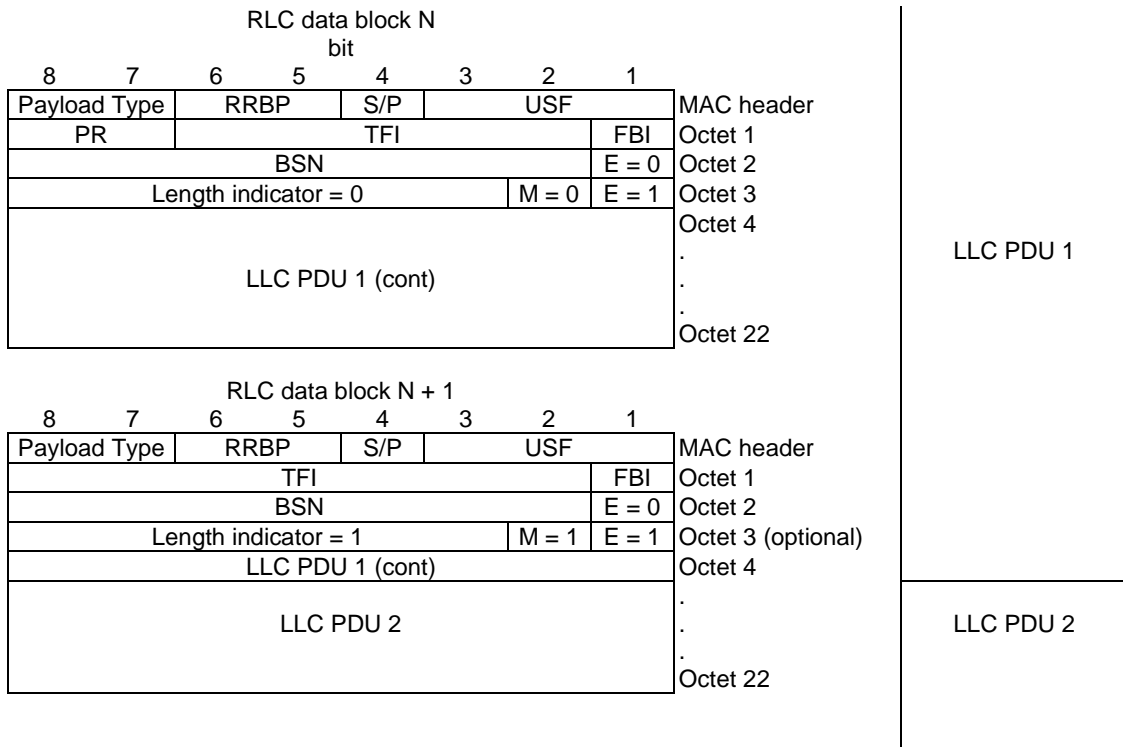 RLC data block N
bit
8 7 6 5 4 3 2 1
Payload Type RRBP S/P USF MAC header
PR TFI FBI Octet 1
BSN E = 0 Octet 2
Length indicator = 0 M = 0 E = 1 Octet 3
Octet 4
.
LLC PDU 1 (cont) .
.
Octet 22
LLC PDU 1
RLC data block N + 1
8 7 6 5 4 3 2 1
Payload Type RRBP S/P USF MAC header
TFI FBI Octet 1
BSN E = 0 Octet 2
Length indicator = 1 M = 1 E = 1 Octet 3 (optional)
LLC PDU 1 (cont) Octet 4
.
LLC PDU 2 .
.
Octet 22
LLC PDU 2